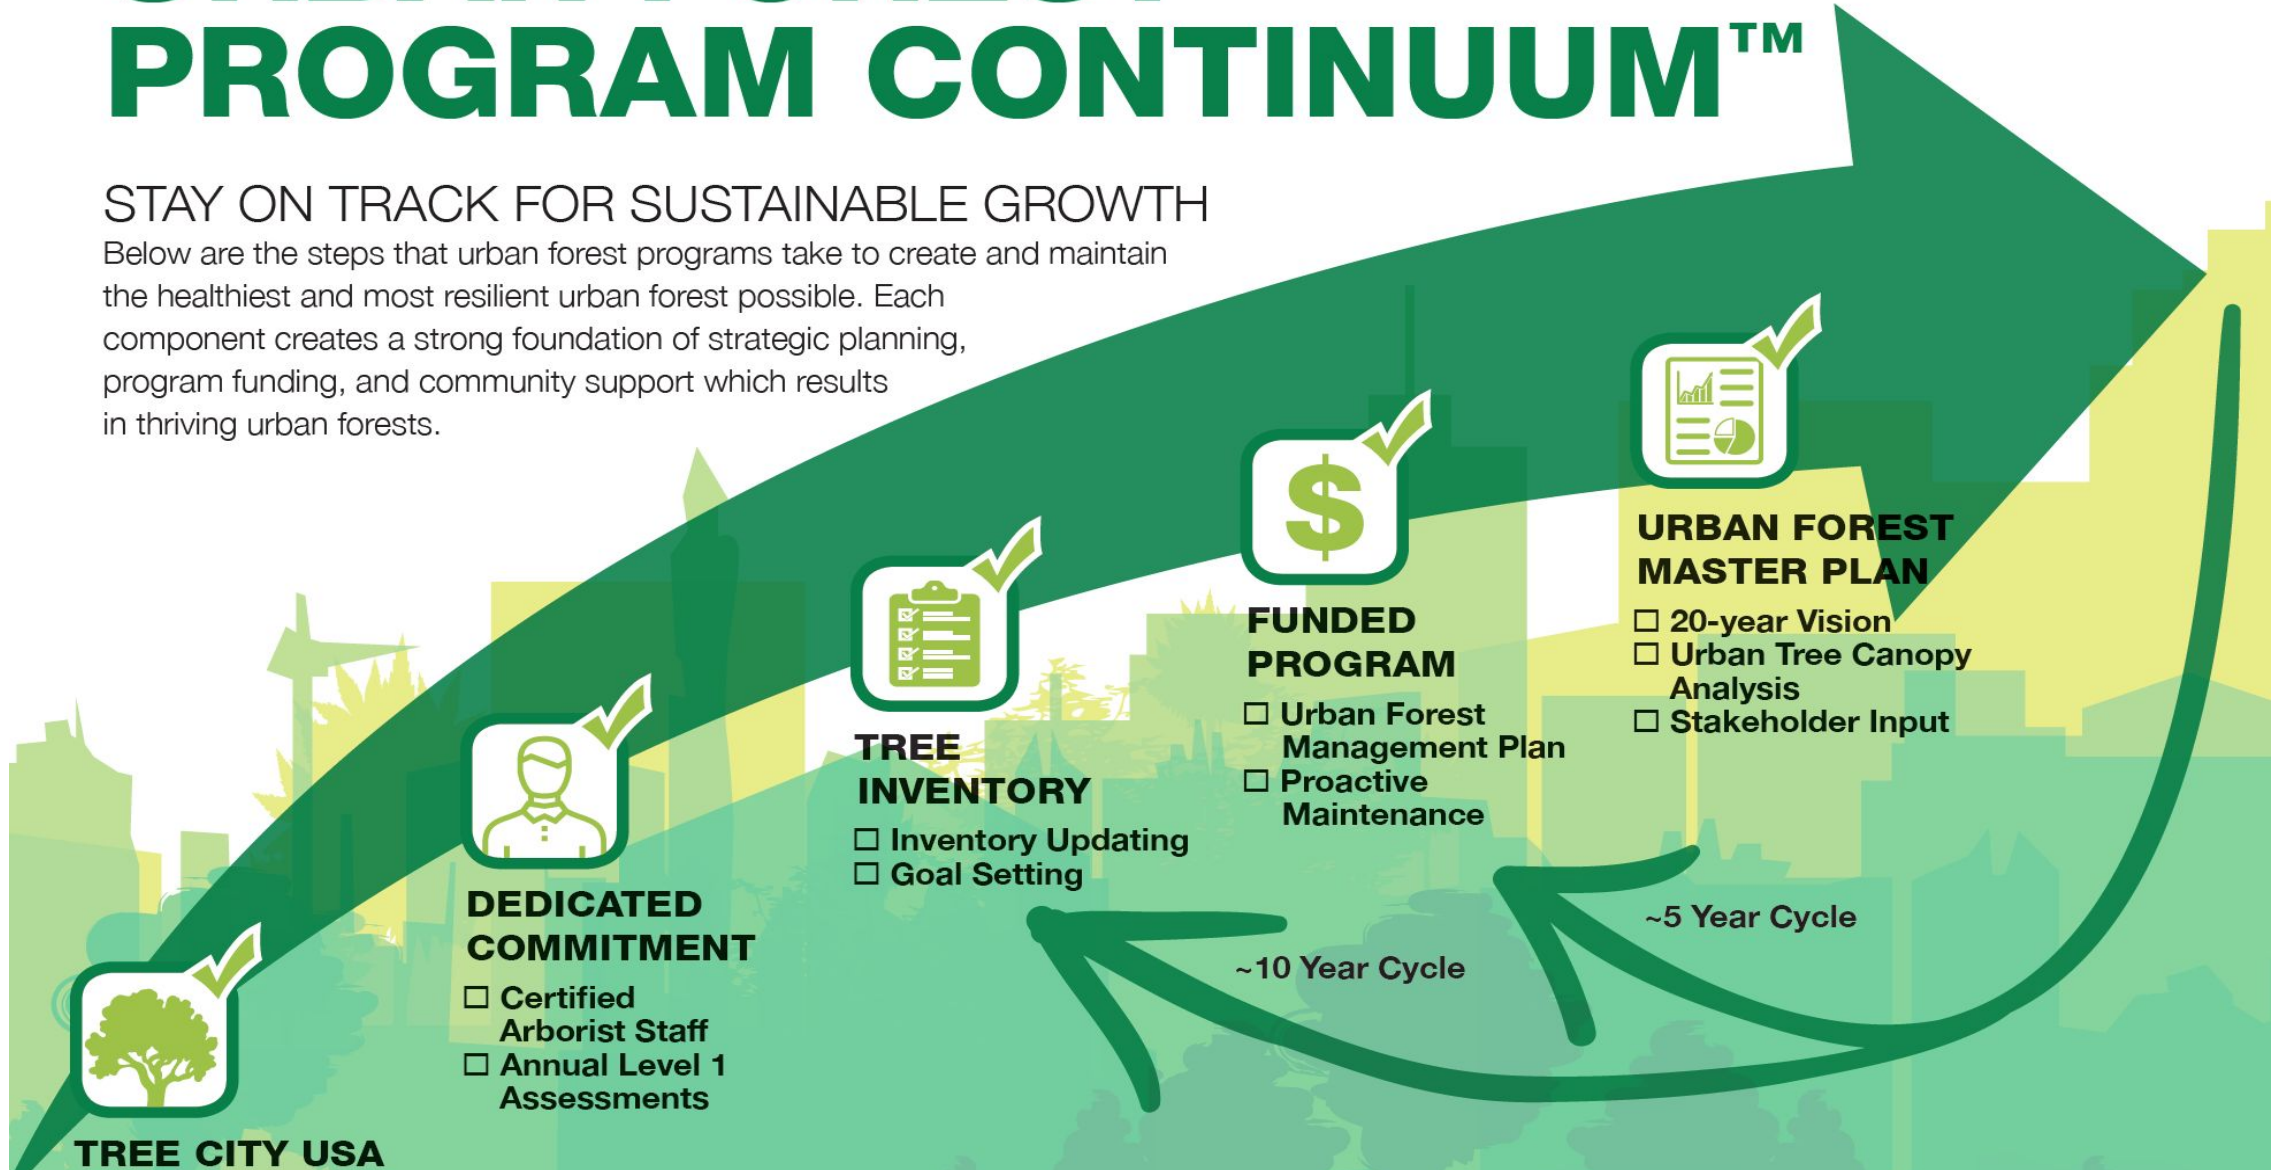 URBAN FOREST
PROGRAM CONTINUUM™
STAY ON TRACK FOR SUSTAINABLE GROWTH
Below are the steps that urban forest programs take to create and maintain
the healthiest and most resilient urban forest possible. Each
component creates a strong foundation of strategic planning,
program funding, and community support which results
in thriving urban forests.
TREE CITY USA
DEDICATED
COMMITMENT
☐ Certified
Arborist Staff
☐ Annual Level 1
Assessments
TREE
INVENTORY
☐ Inventory Updating
☐ Goal Setting
$
FUNDED
PROGRAM
☐ Urban Forest
Management Plan
☐ Proactive
Maintenance
URBAN FOREST
MASTER PLAN
☐ 20-year Vision
☐ Urban Tree Canopy
Analysis
☐ Stakeholder Input
~10 Year Cycle
~5 Year Cycle